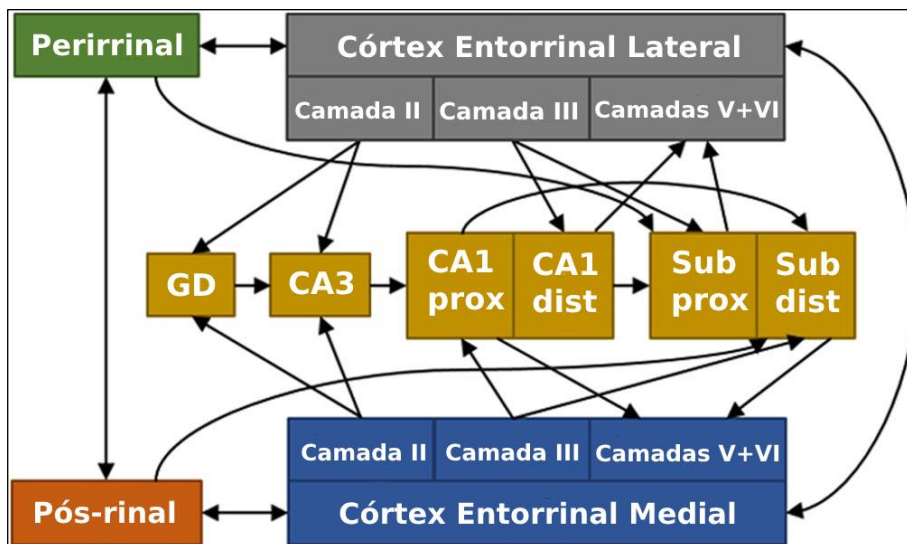 Perirrinal
Córtex Entorrinal Lateral
Camada II
Camada III
Camadas V+VI
GD
CA3
CA1
prox
CA1
dist
Sub
prox
Sub
dist
Camada II
Camada III
Camadas V+VI
Pós-rinal
Córtex Entorrinal Medial